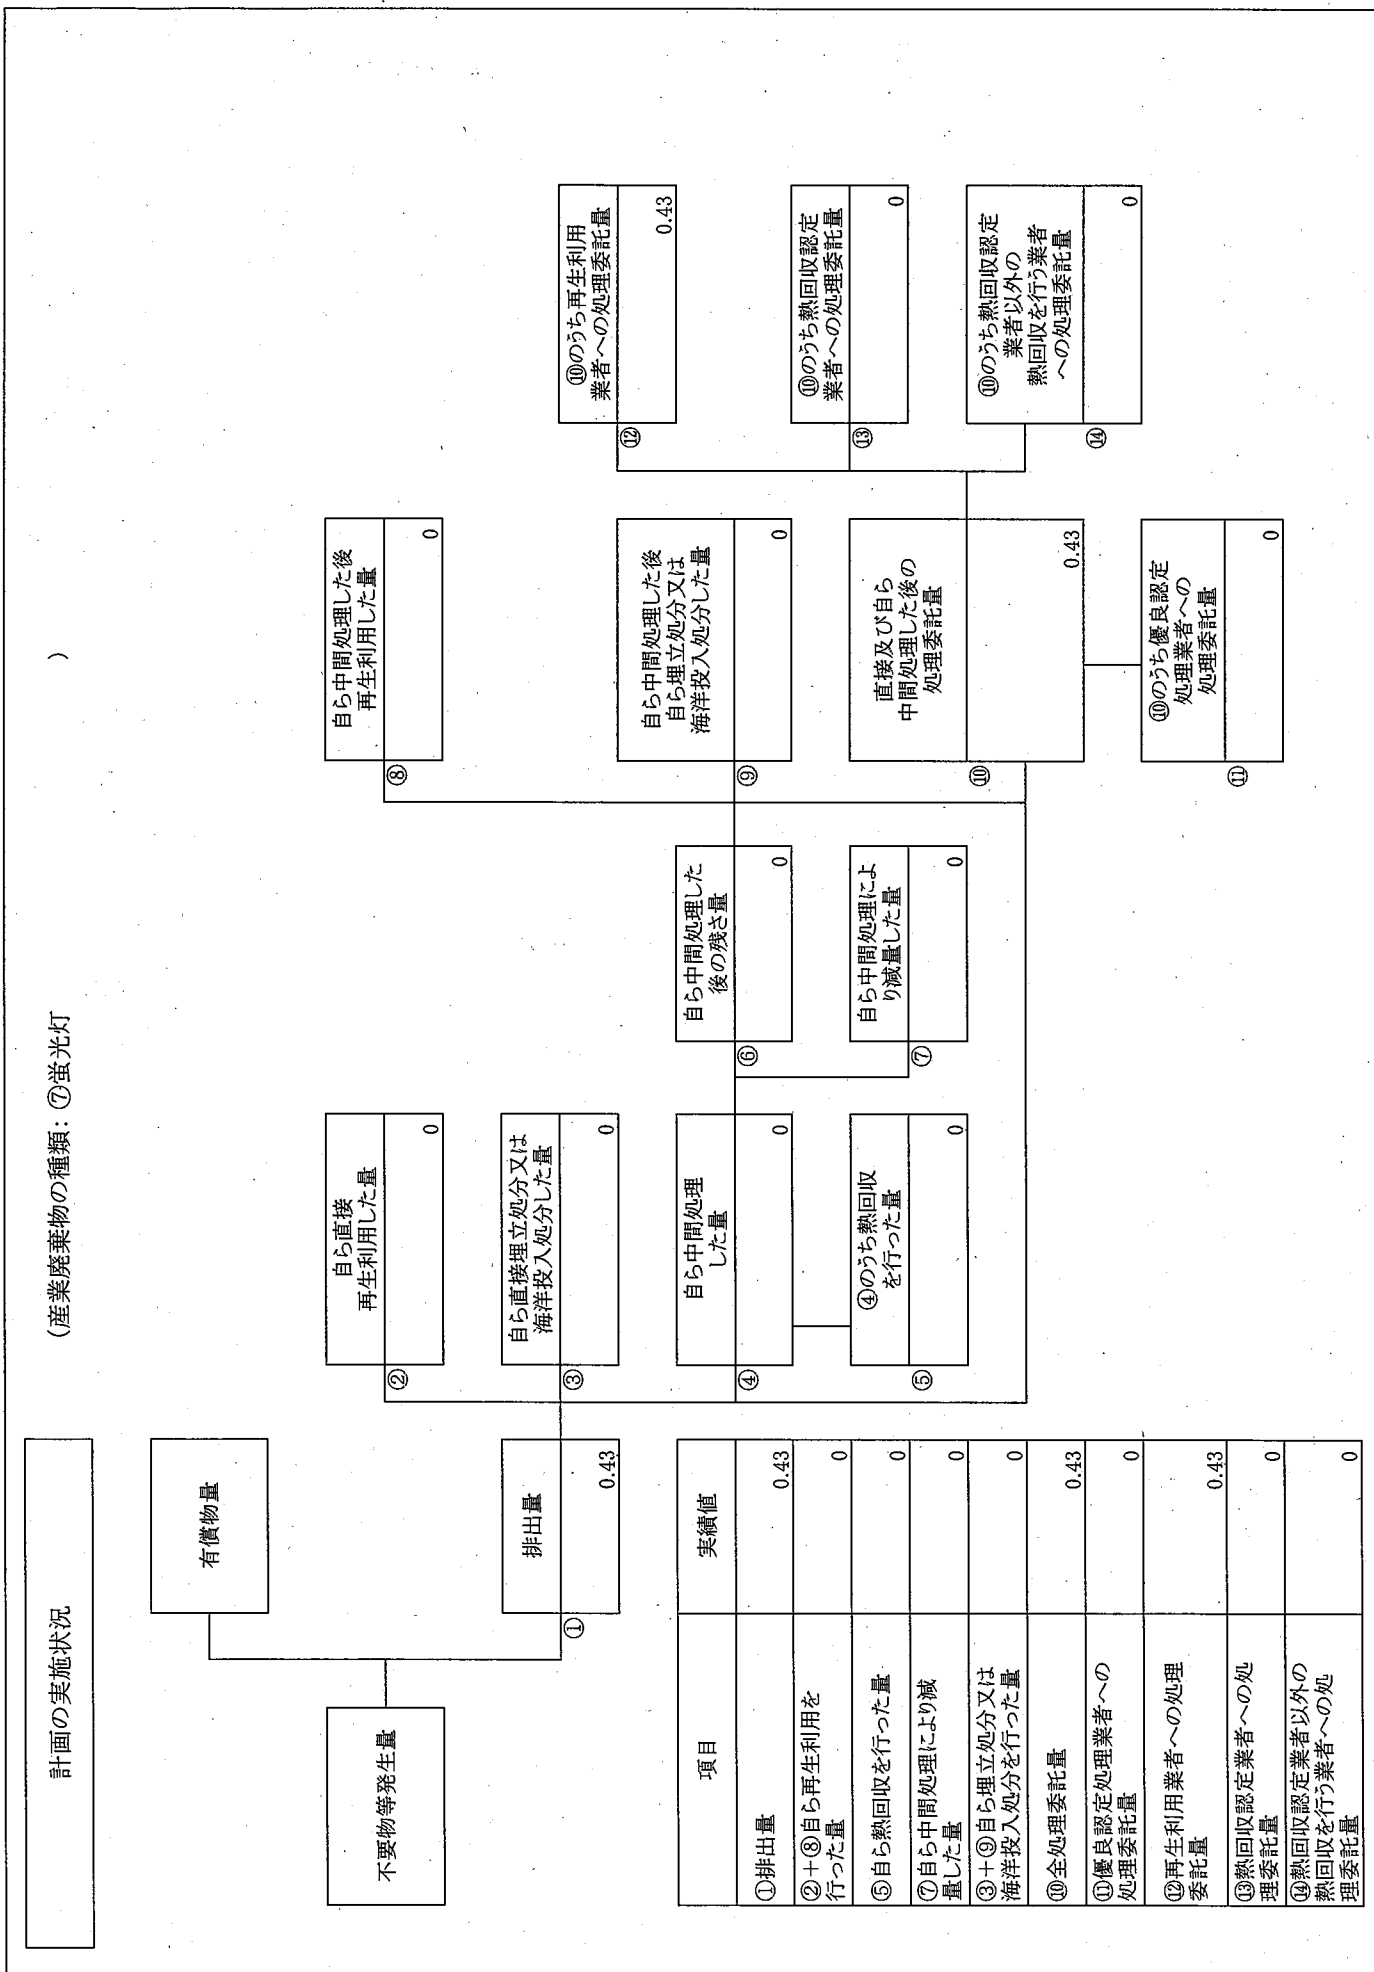 計画の実施状況
(産業廃棄物の種類：⑦蛍光灯
)
不要物等発生量
有償物量
①
排出量
0.43
②
自ら直接
再生利用した量
0
③
自ら直接埋立処分又は
海洋投入処分した量
0
④
自ら中間処理
した量
0
⑤
④のうち熱回収
を行った量
0
⑥
自ら中間処理した
後の残さ量
0
⑦
自ら中間処理によ
り減量した量
0
⑧
自ら中間処理した後
再生利用した量
0
⑨
自ら中間処理した後
自ら埋立処分又は
海洋投入処分した量
0
⑩
直接及び自ら
中間処理した後の
処理委託量
0.43
⑪
⑩のうち優良認定
処理業者への
処理委託量
0
⑫
⑩のうち再生利用
業者への処理委託量
0.43
⑬
⑩のうち熱回収認定
業者への処理委託量
0
⑭
⑩のうち熱回収認定
業者以外の
熱回収を行う業者
への処理委託量
0
項目 実績値
①排出量 0.43
②＋⑧自ら再生利用を
行った量 0
⑤自ら熱回収を行った量 0
⑦自ら中間処理により減
量した量 0
③＋⑨自ら埋立処分又は
海洋投入処分を行った量 0
⑩全処理委託量 0.43
⑪優良認定処理業者への
処理委託量 0
⑫再生利用業者への処理
委託量 0.43
⑬熱回収認定業者への処
理委託量 0
⑭熱回収認定業者以外の
熱回収を行う業者への処
理委託量 0